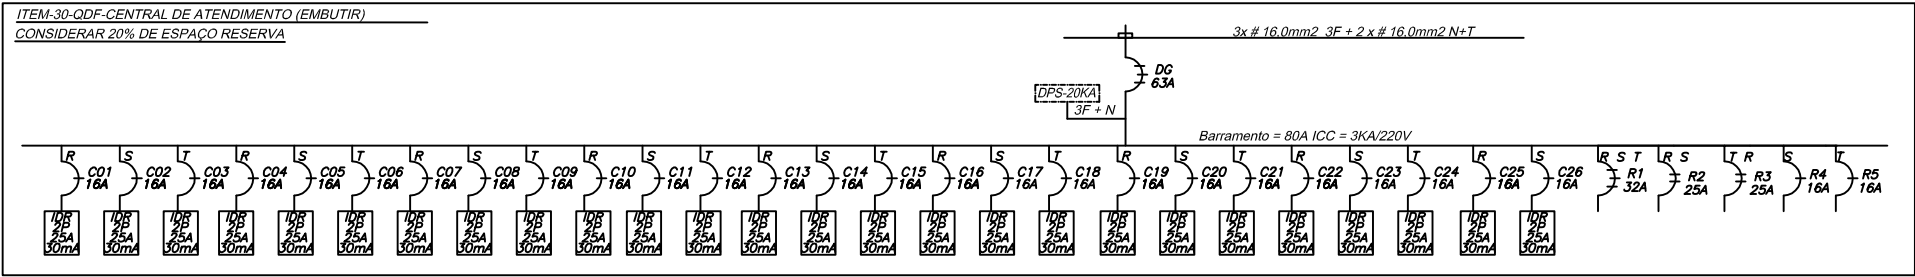 ITEM-30-QDF-CENTRAL DE ATENDIMENTO (EMBUTIR)
CONSIDERAR 20% DE ESPAÇO RESERVA
3x # 16,0mm2 3F + 2 x # 16,0mm2 N+T
DG
63A
DPS-20KA
3F + N
Barramento = 80A ICC = 3KA/220V
R S T R S T R S T R S T R S T R S T R S T R S T R S R S T R S T R S T
C01 C02 C03 C04 C05 C06 C07 C08 C09 C10 C11 C12 C13 C14 C15 C16 C17 C18 C19 C20 C21 C22 C23 C24 C25 C26 R1 R2 R3 R4 R5
16A 16A 16A 16A 16A 16A 16A 16A 16A 16A 16A 16A 16A 16A 16A 16A 16A 16A 16A 16A 16A 16A 16A 16A 16A 16A 32A 25A 25A 16A 16A
IDR IDR IDR IDR IDR IDR IDR IDR IDR IDR IDR IDR IDR IDR IDR IDR IDR IDR IDR IDR IDR IDR IDR IDR IDR IDR
2P 2P 2P 2P 2P 2P 2P 2P 2P 2P 2P 2P 2P 2P 2P 2P 2P 2P 2P 2P 2P 2P 2P 2P 2P 2P
25A 25A 25A 25A 25A 25A 25A 25A 25A 25A 25A 25A 25A 25A 25A 25A 25A 25A 25A 25A 25A 25A 25A 25A 25A 25A
30mA 30mA 30mA 30mA 30mA 30mA 30mA 30mA 30mA 30mA 30mA 30mA 30mA 30mA 30mA 30mA 30mA 30mA 30mA 30mA 30mA 30mA 30mA 30mA 30mA 30mA